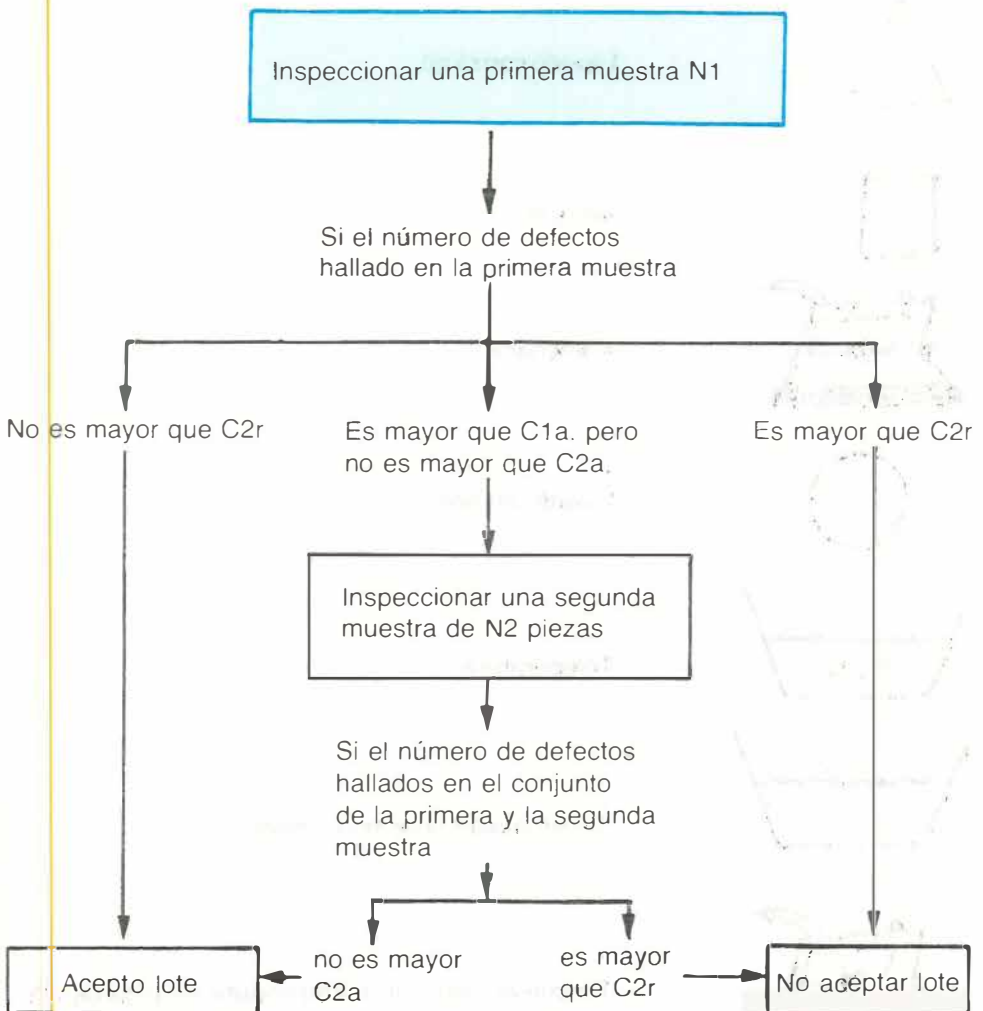 Inspeccionar una primera muestra N1
Si el número de defectos
hallado en la primera muestra
No es mayor que C2r
Es mayor que C1a. pero
no es mayor que C2a.
Es mayor que C2r
Inspeccionar una segunda
muestra de N2 piezas
Si el número de defectos
hallados en el conjunto
de la primera y, la segunda
muestra
no es mayor
C2a
es mayor
que C2r
Acepto lote
No aceptar lote